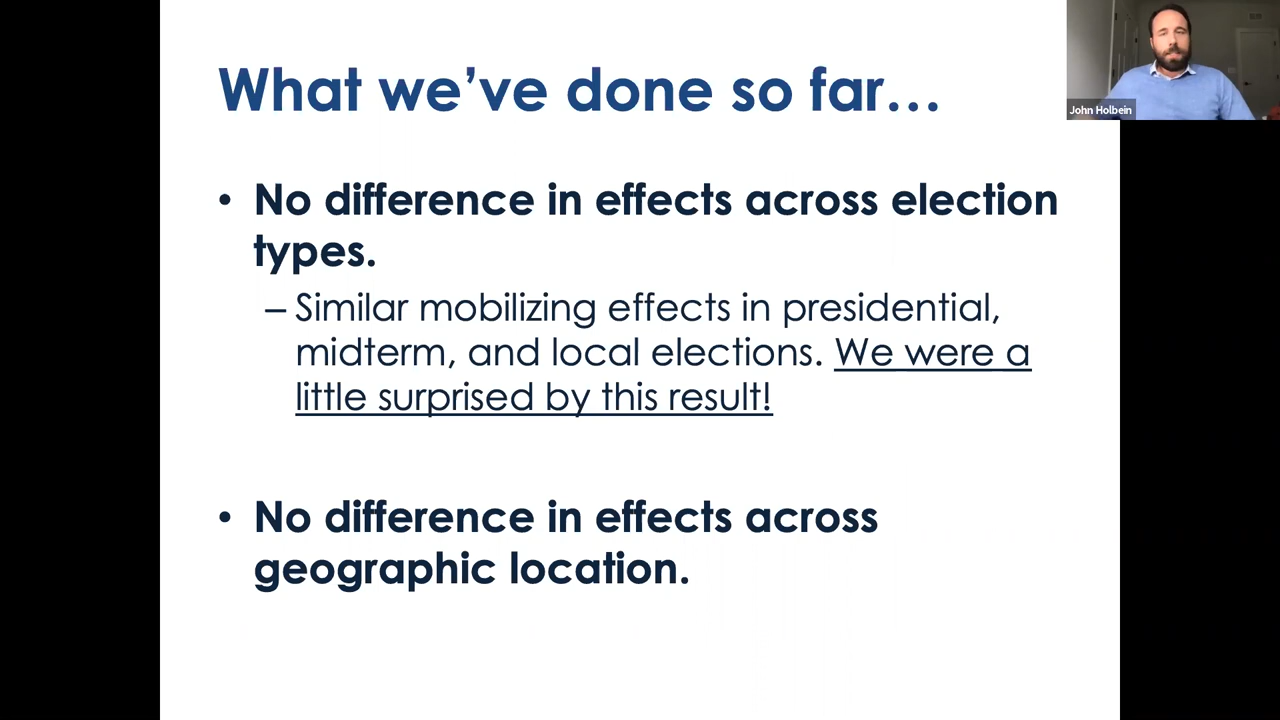 What we've done so far…
John Holbein
• No difference in effects across election
types.
– Similar mobilizing effects in presidential,
midterm, and local elections. We were a
little surprised by this result!
• No difference in effects across
geographic location.